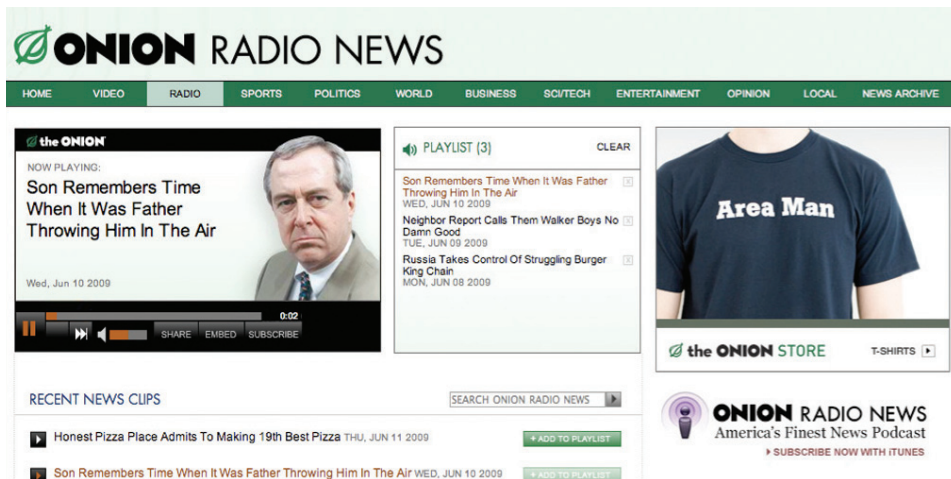 ONION RADIO NEWS
HOME VIDEO RADIO SPORTS POLITICS WORLD BUSINESS SCI/TECH ENTERTAINMENT OPINION LOCAL NEWS ARCHIVE
the ONION
NOW PLAYING:
Son Remembers Time
When It Was Father
Throwing Him In The Air
Wed, Jun 10 2009
0:02
SHARE EMBED SUBSCRIBE
PLAYLIST (3) CLEAR
Son Remembers Time When It Was Father
Throwing Him In The Air
WED, JUN 10 2009
Neighbor Report Calls Them Walker Boys No
Damn Good
TUE, JUN 09 2009
Russia Takes Control Of Struggling Burger
King Chain
MON, JUN 08 2009
Area Man
the ONION STORE T-SHIRTS
RECENT NEWS CLIPS SEARCH ONION RADIO NEWS
Honest Pizza Place Admits To Making 19th Best Pizza THU, JUN 11 2009 + ADD TO PLAYLIST
Son Remembers Time When It Was Father Throwing Him In The Air WED, JUN 10 2009 + ADD TO PLAYLIST
ONION RADIO NEWS
America's Finest News Podcast
SUBSCRIBE NOW WITH iTUNES